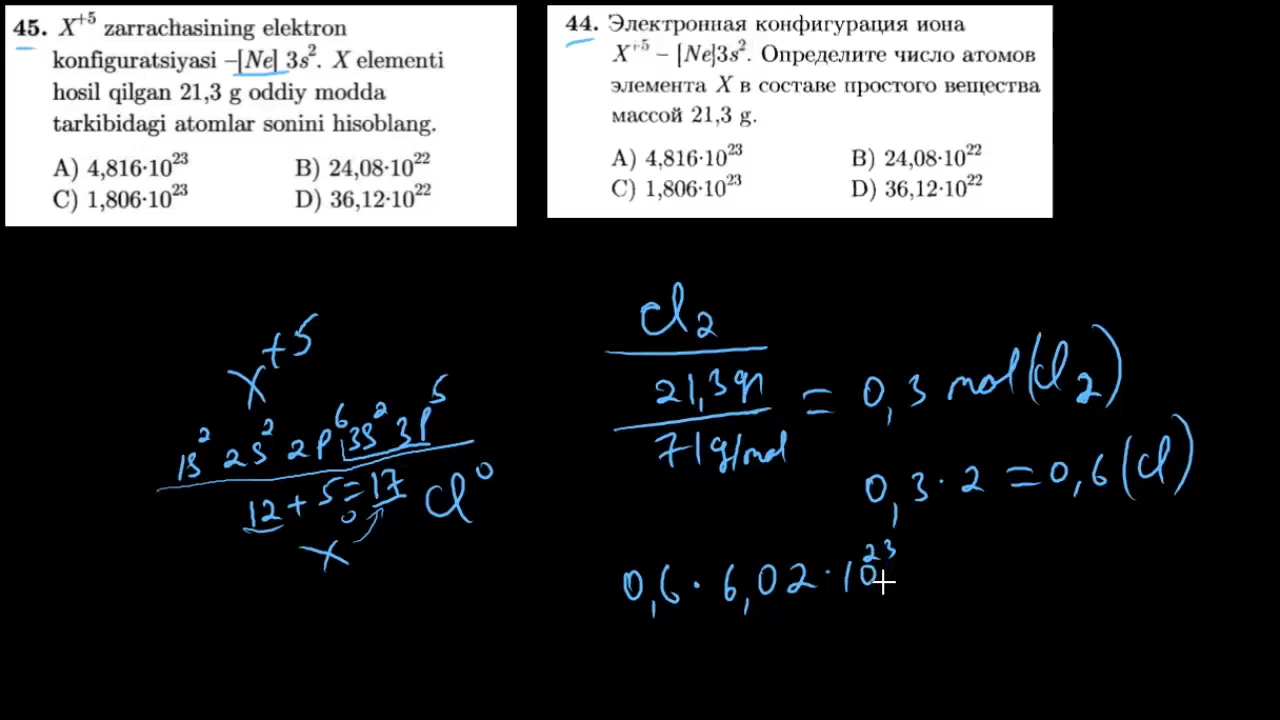 45. X⁺⁵ zarrachasining elektron
konfiguratsiyasi –[Ne] 3s². X elementi
hosil qilgan 21,3 g oddiy modda
tarkibidagi atomlar sonini hisoblang.
A) 4,816·10²³ B) 24,08·10²²
C) 1,806·10²³ D) 36,12·10²²
44. Электронная конфигурация иона
X⁺⁵ – [Ne]3s². Определите число атомов
элемента X в составе простого вещества
массой 21,3 g.
A) 4,816·10²³ B) 24,08·10²²
C) 1,806·10²³ D) 36,12·10²²
X⁺⁵
1s² 2s² 2p⁶ 3s² 3p⁵
12 + 5 = 17 Cl⁰
X
Cl₂
21,3 gr
71 g/mol
= 0,3 mol (Cl₂)
0,3 · 2 = 0,6 (Cl)
0,6 · 6,02 · 10²³